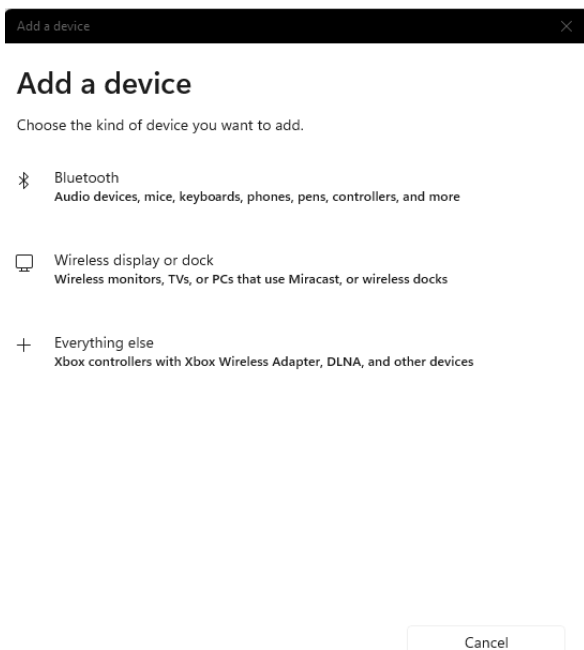 Add a device
Add a device
Choose the kind of device you want to add.
Bluetooth
Audio devices, mice, keyboards, phones, pens, controllers, and more
Wireless display or dock
Wireless monitors, TVs, or PCs that use Miracast, or wireless docks
Everything else
Xbox controllers with Xbox Wireless Adapter, DLNA, and other devices
Cancel